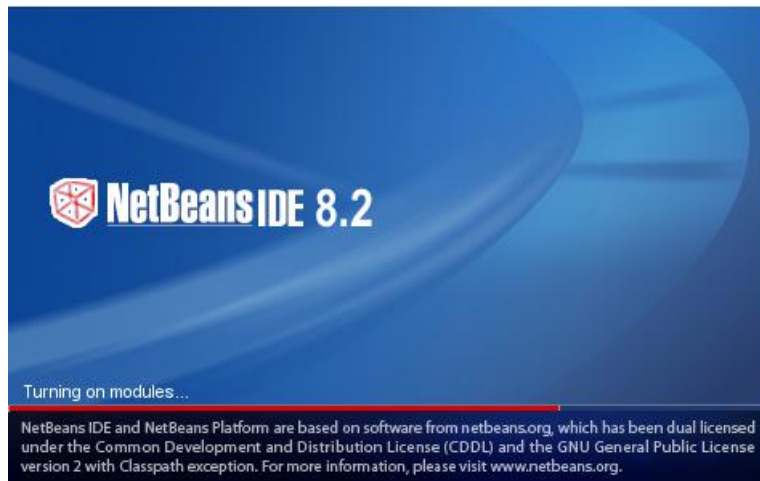 NetBeans IDE 8.2
Turning on modules...
NetBeans IDE and NetBeans Platform are based on software from netbeans.org, which has been dual licensed
under the Common Development and Distribution License (CDDL) and the GNU General Public License
version 2 with Classpath exception. For more information, please visit www.netbeans.org.